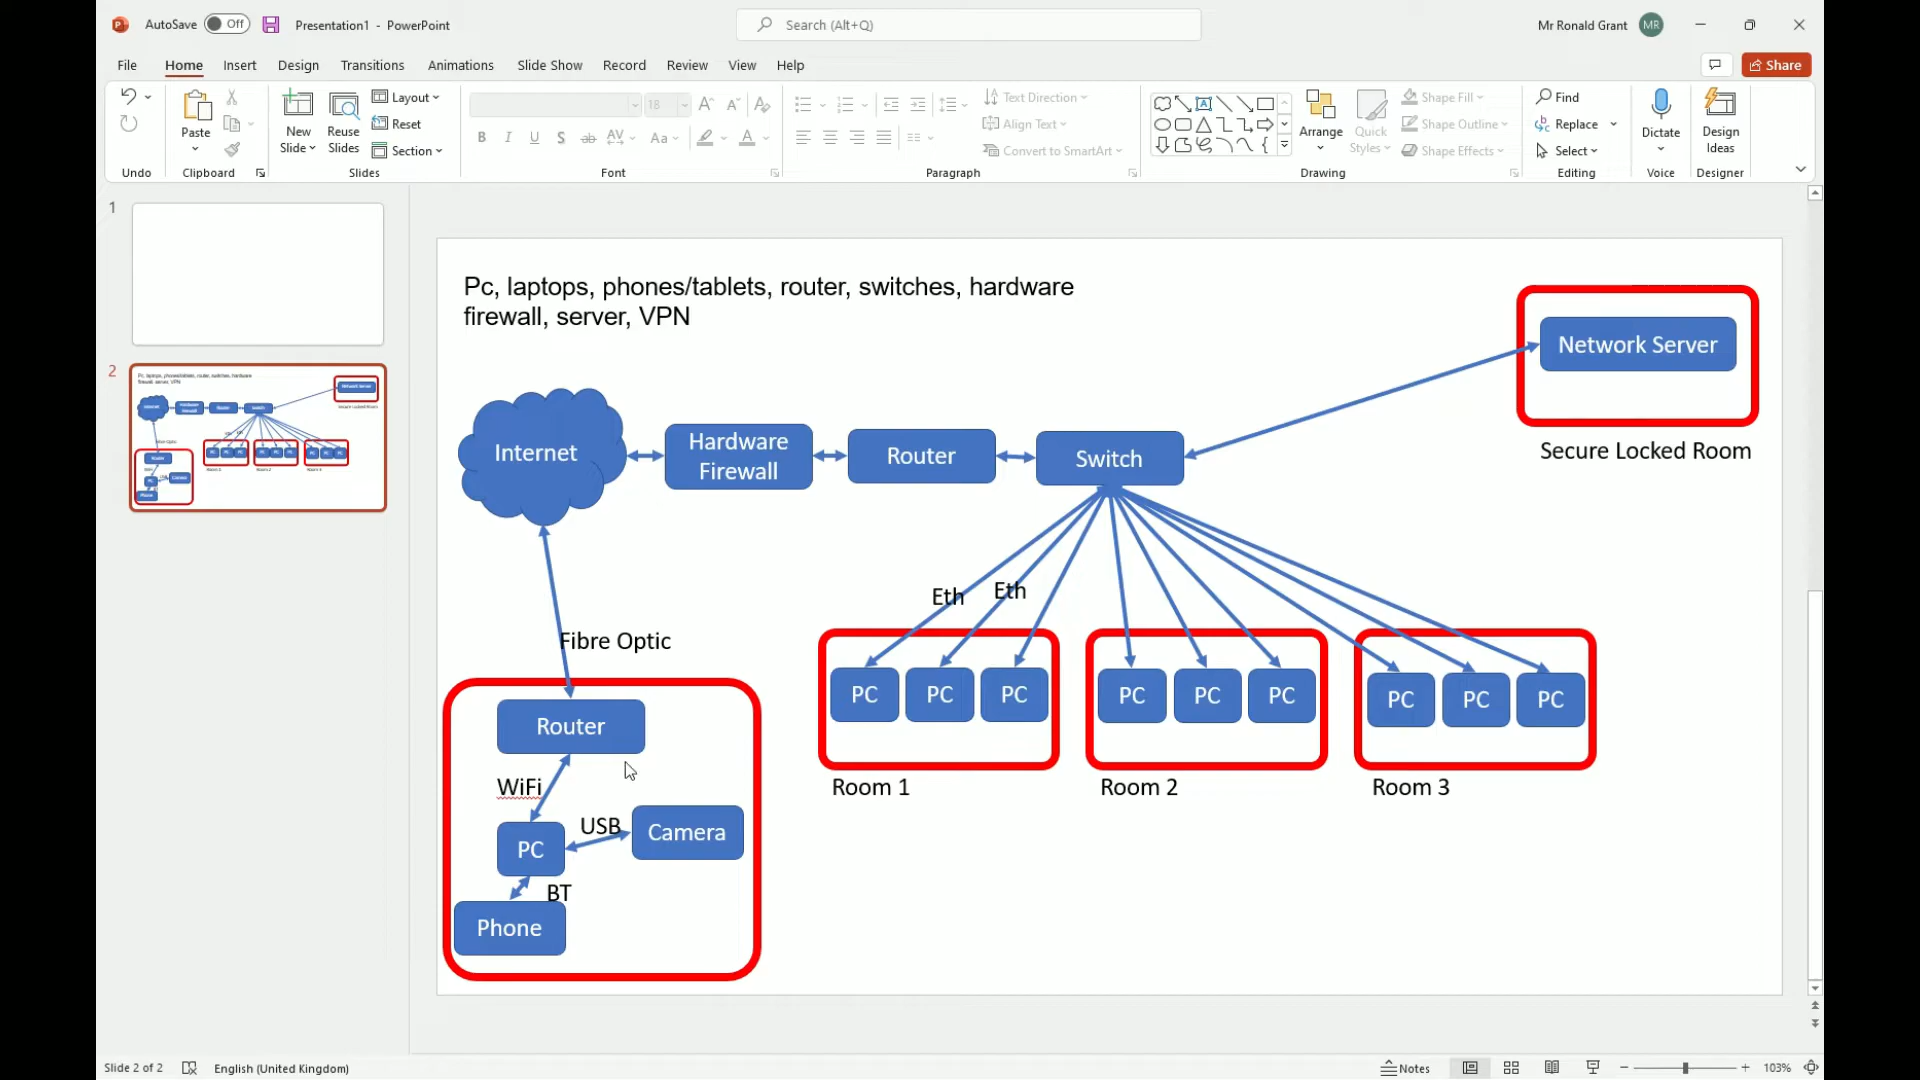 AutoSave Off Presentation1 - PowerPoint Search (Alt+Q) Mr Ronald Grant MR
File Home Insert Design Transitions Animations Slide Show Record Review View Help Share
Paste
New Slide
Reuse Slides
Layout
Reset
Section
18
Text Direction
Align Text
Convert to SmartArt
Arrange
Quick Styles
Shape Fill
Shape Outline
Shape Effects
Find
Replace
Select
Dictate
Design Ideas
Undo Clipboard Slides Font Paragraph Drawing Editing Voice Designer
1
2
Pc, laptops, phones/tablets, router, switches, hardware
firewall, server, VPN
Network Server
Secure Locked Room
Internet
Hardware
Firewall
Router
Switch
Eth
Eth
Fibre Optic
PC PC PC
PC PC PC
PC PC PC
Room 1
Room 2
Room 3
Router
WiFi
USB
Camera
PC
BT
Phone
Slide 2 of 2 English (United Kingdom) Notes 103%